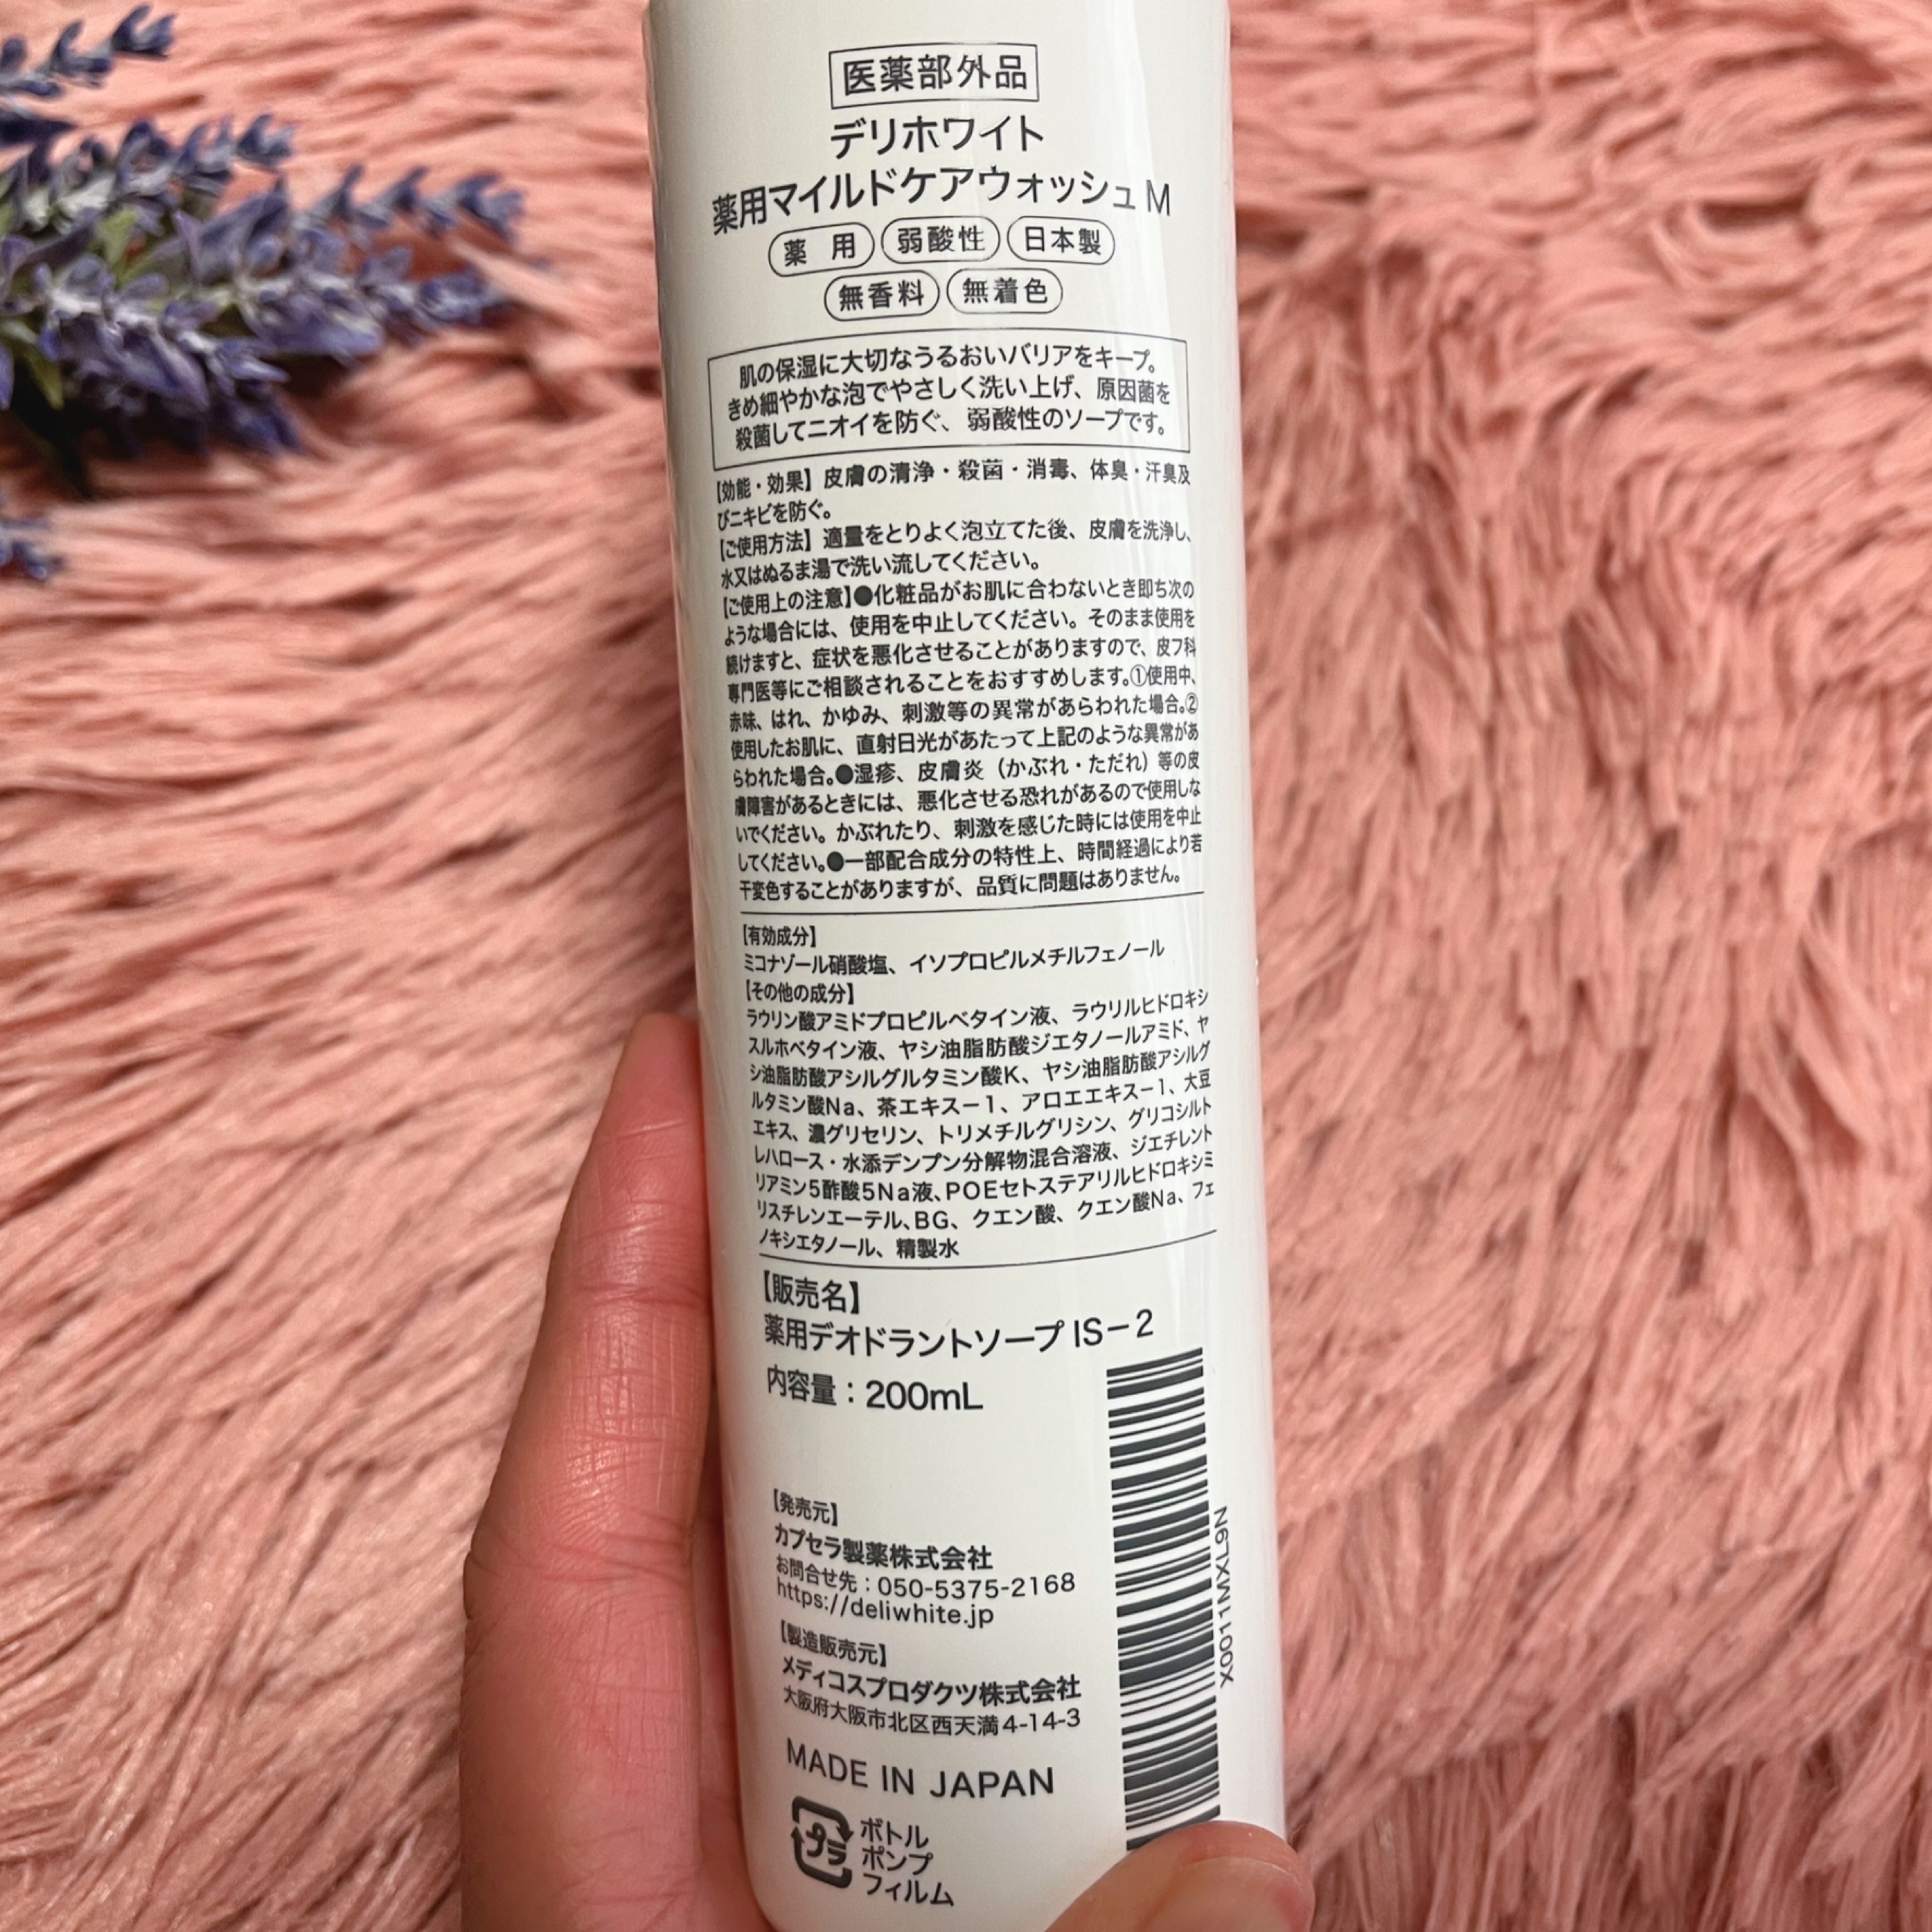 医薬部外品
デリホワイト
薬用マイルドケアウォッシュM
薬用 弱酸性 日本製
無香料 無着色
肌の保湿に大切なうるおいバリアをキープ。
きめ細やかな泡でやさしく洗い上げ、原因菌を
殺菌してニオイを防ぐ、弱酸性のソープです。
【効能・効果】皮膚の清浄・殺菌・消毒、体臭・汗臭及
びニキビを防ぐ。
【ご使用方法】適量をとりよく泡立てた後、皮膚を洗浄し、
水又はぬるま湯で洗い流してください。
【ご使用上の注意】●化粧品がお肌に合わないとき即ち次の
ような場合には、使用を中止してください。そのまま使用を
続けますと、症状を悪化させることがありますので、皮フ科
専門医等にご相談されることをおすすめします。①使用中、
赤味、はれ、かゆみ、刺激等の異常があらわれた場合。②
使用したお肌に、直射日光があたって上記のような異常があ
らわれた場合。●湿疹、皮膚炎（かぶれ・ただれ）等の皮
膚障害があるときには、悪化させる恐れがあるので使用しな
いでください。かぶれたり、刺激を感じた時には使用を中止
してください。●一部配合成分の特性上、時間経過により若
干変色することがありますが、品質に問題はありません。
【有効成分】
ミコナゾール硝酸塩、イソプロピルメチルフェノール
【その他の成分】
ラウリン酸アミドプロピルベタイン液、ラウリルヒドロキシ
スルホベタイン液、ヤシ油脂肪酸ジエタノールアミド、ヤ
シ油脂肪酸アシルグルタミン酸K、ヤシ油脂肪酸アシルグ
ルタミン酸Na、茶エキス－1、アロエエキス－1、大豆
エキス、濃グリセリン、トリメチルグリシン、グリコシルト
レハロース・水添デンプン分解物混合溶液、ジエチレント
リアミン5酢酸5Na液、POEセトステアリルヒドロキシミ
リスチレンエーテル、BG、クエン酸、クエン酸Na、フェ
ノキシエタノール、精製水
【販売名】
薬用デオドラントソープIS－2
内容量：200mL
【発売元】
カプセラ製薬株式会社
お問合せ先：050-5375-2168
https://deliwhite.jp
【製造販売元】
メディコスプロダクツ株式会社
大阪府大阪市北区西天満4-14-3
MADE IN JAPAN
プラ
ボトル
ポンプ
フィルム
X0011MXL9N